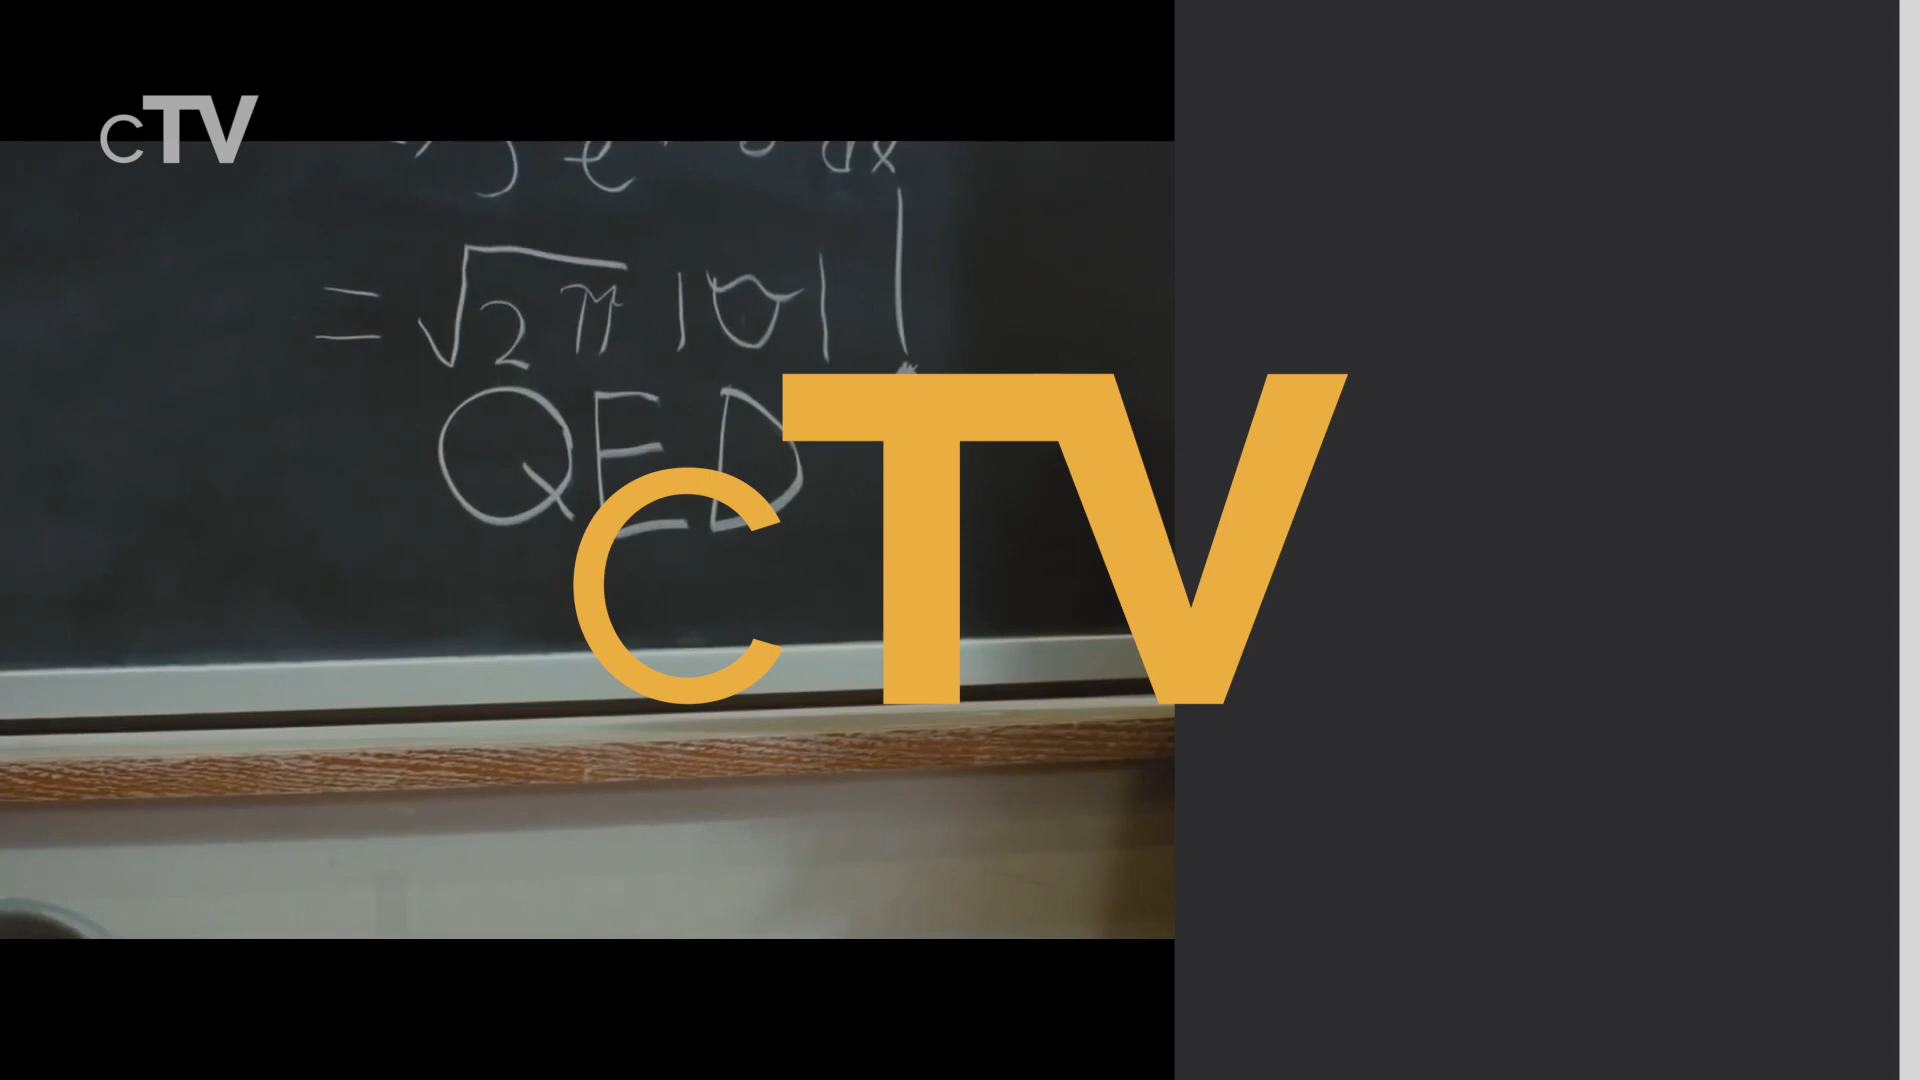 cTV
= √2π |σ|
QED
cTV